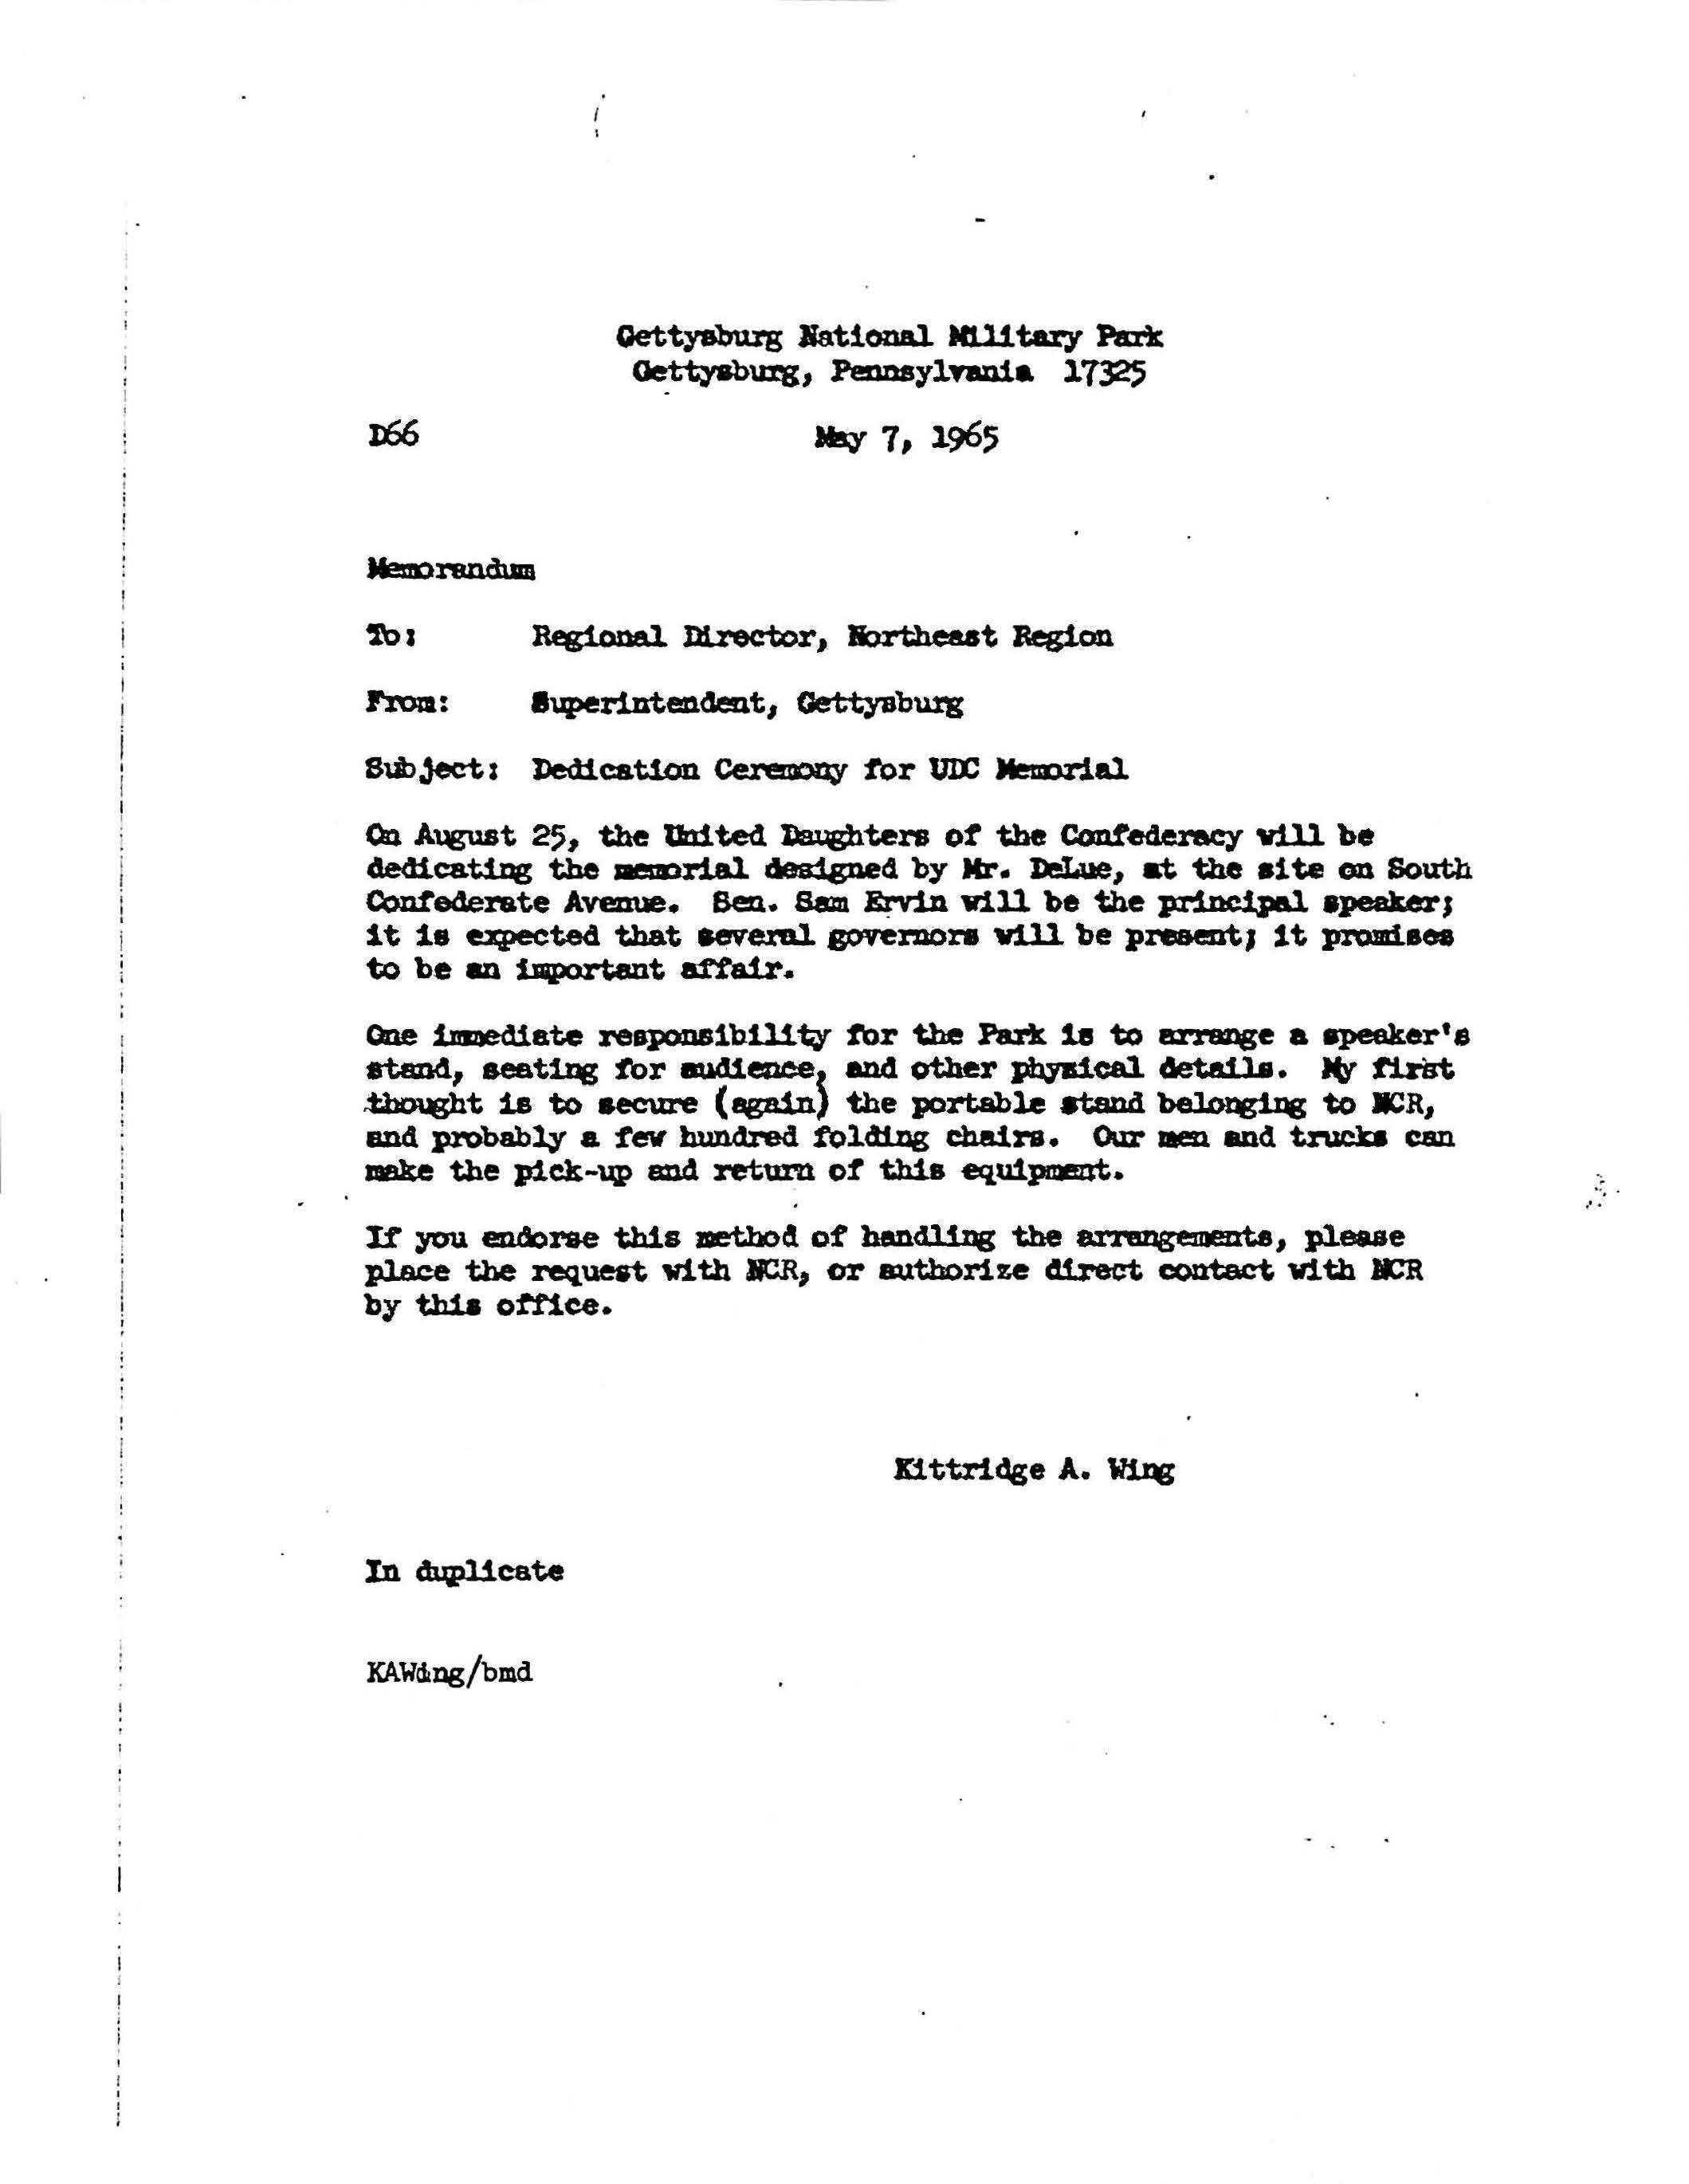 Gettysburg National Military Park
Gettysburg, Pennsylvania 17325
D66 May 7, 1965
Memorandum
To: Regional Director, Northeast Region
From: Superintendent, Gettysburg
Subject: Dedication Ceremony for UDC Memorial
On August 25, the United Daughters of the Confederacy will be
dedicating the memorial designed by Mr. DeLue, at the site on South
Confederate Avenue. Sen. Sam Ervin will be the principal speaker;
it is expected that several governors will be present; it promises
to be an important affair.
One immediate responsibility for the Park is to arrange a speaker's
stand, seating for audience, and other physical details. My first
thought is to secure (again) the portable stand belonging to NCR,
and probably a few hundred folding chairs. Our men and trucks can
make the pick-up and return of this equipment.
If you endorse this method of handling the arrangements, please
place the request with NCR, or authorize direct contact with NCR
by this office.
Kittridge A. Wing
In duplicate
KAWing/bmd